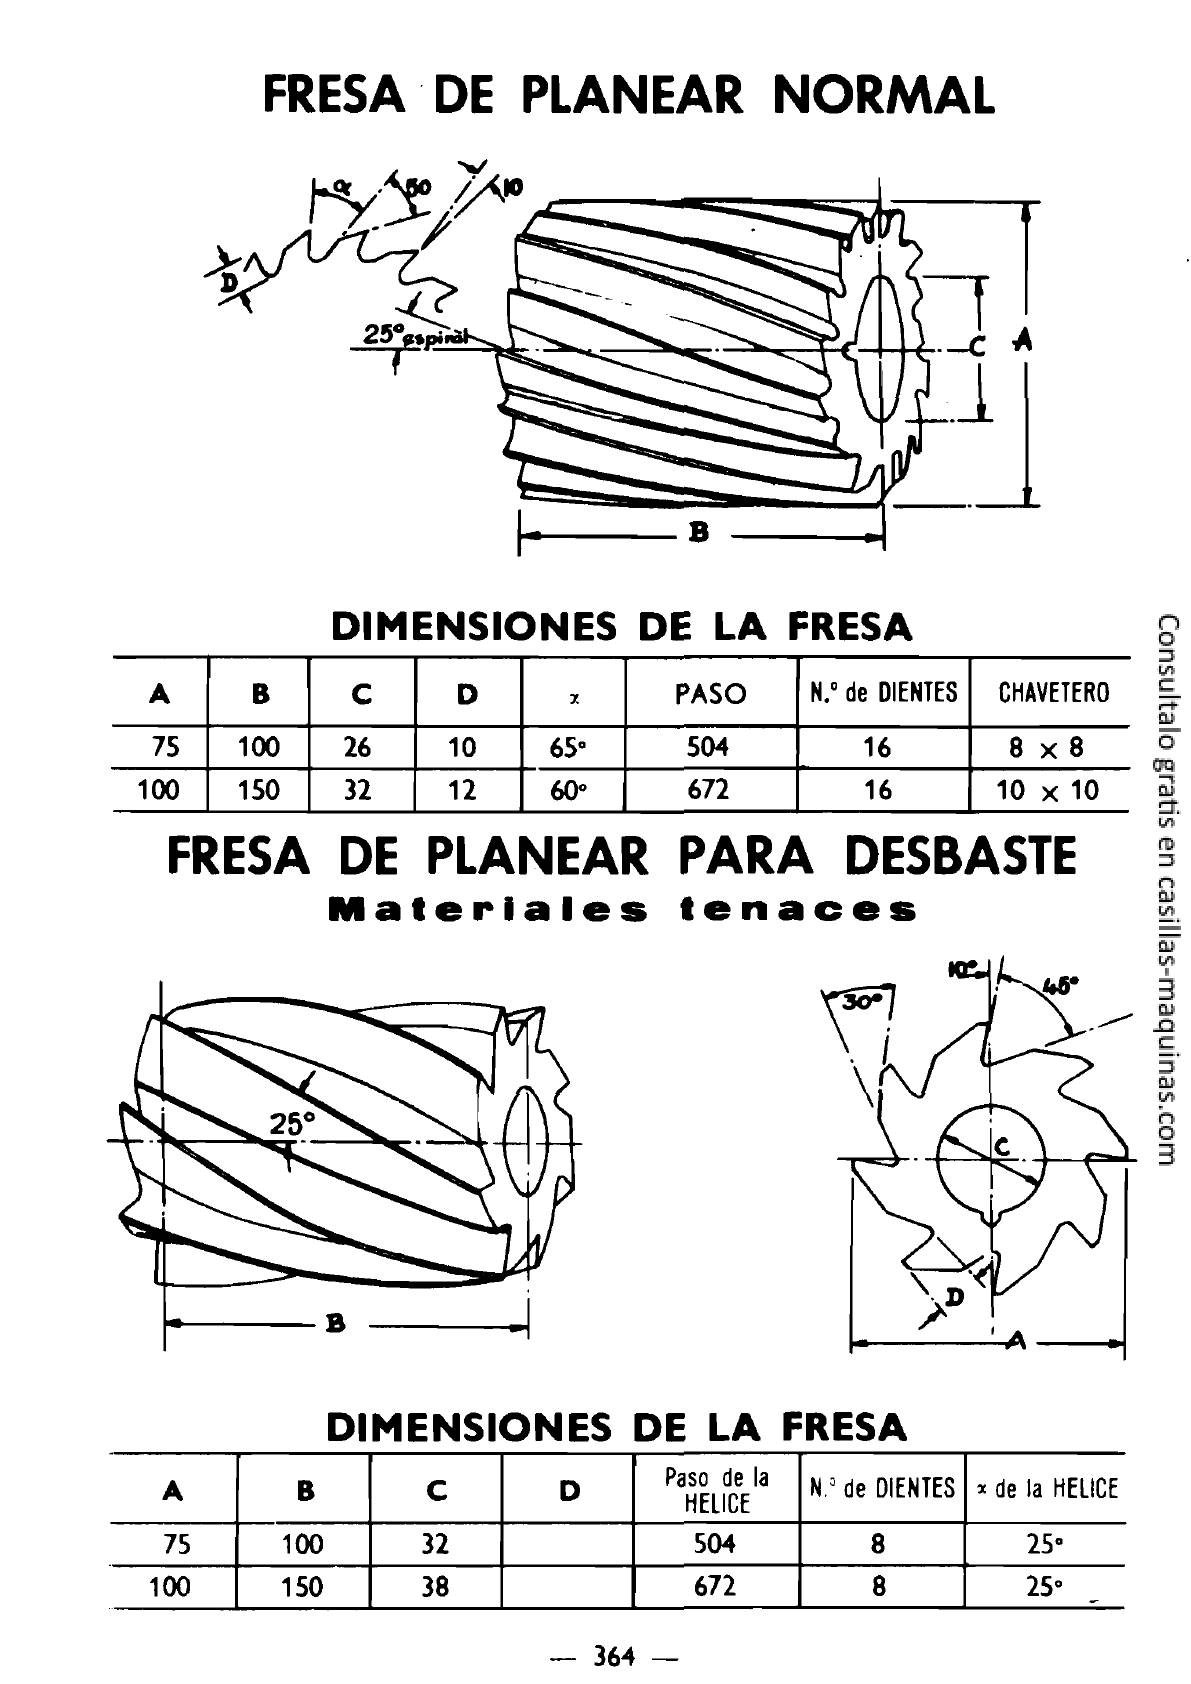 FRESA DE PLANEAR NORMAL
α
50
10
D
25° espiral
C
A
B
DIMENSIONES DE LA FRESA
A B C D α PASO N.° de DIENTES CHAVETERO
75 100 26 10 65° 504 16 8 x 8
100 150 32 12 60° 672 16 10 x 10
FRESA DE PLANEAR PARA DESBASTE
Materiales tenaces
10°
45°
30°
25°
C
D
B
A
DIMENSIONES DE LA FRESA
A B C D Paso de la HELICE N.° de DIENTES α de la HELICE
75 100 32 504 8 25°
100 150 38 672 8 25°
— 364 —
Consultalo gratis en casillas-maquinas.com